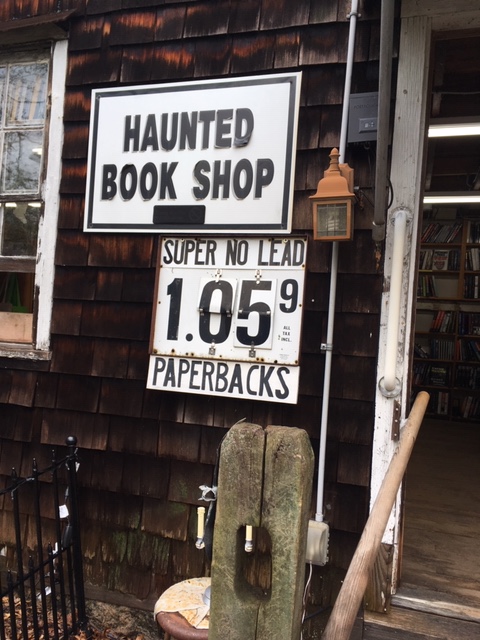 HAUNTED
BOOK SHOP
SUPER NO LEAD
1.05 9
ALL
TAX
INCL.
PAPERBACKS